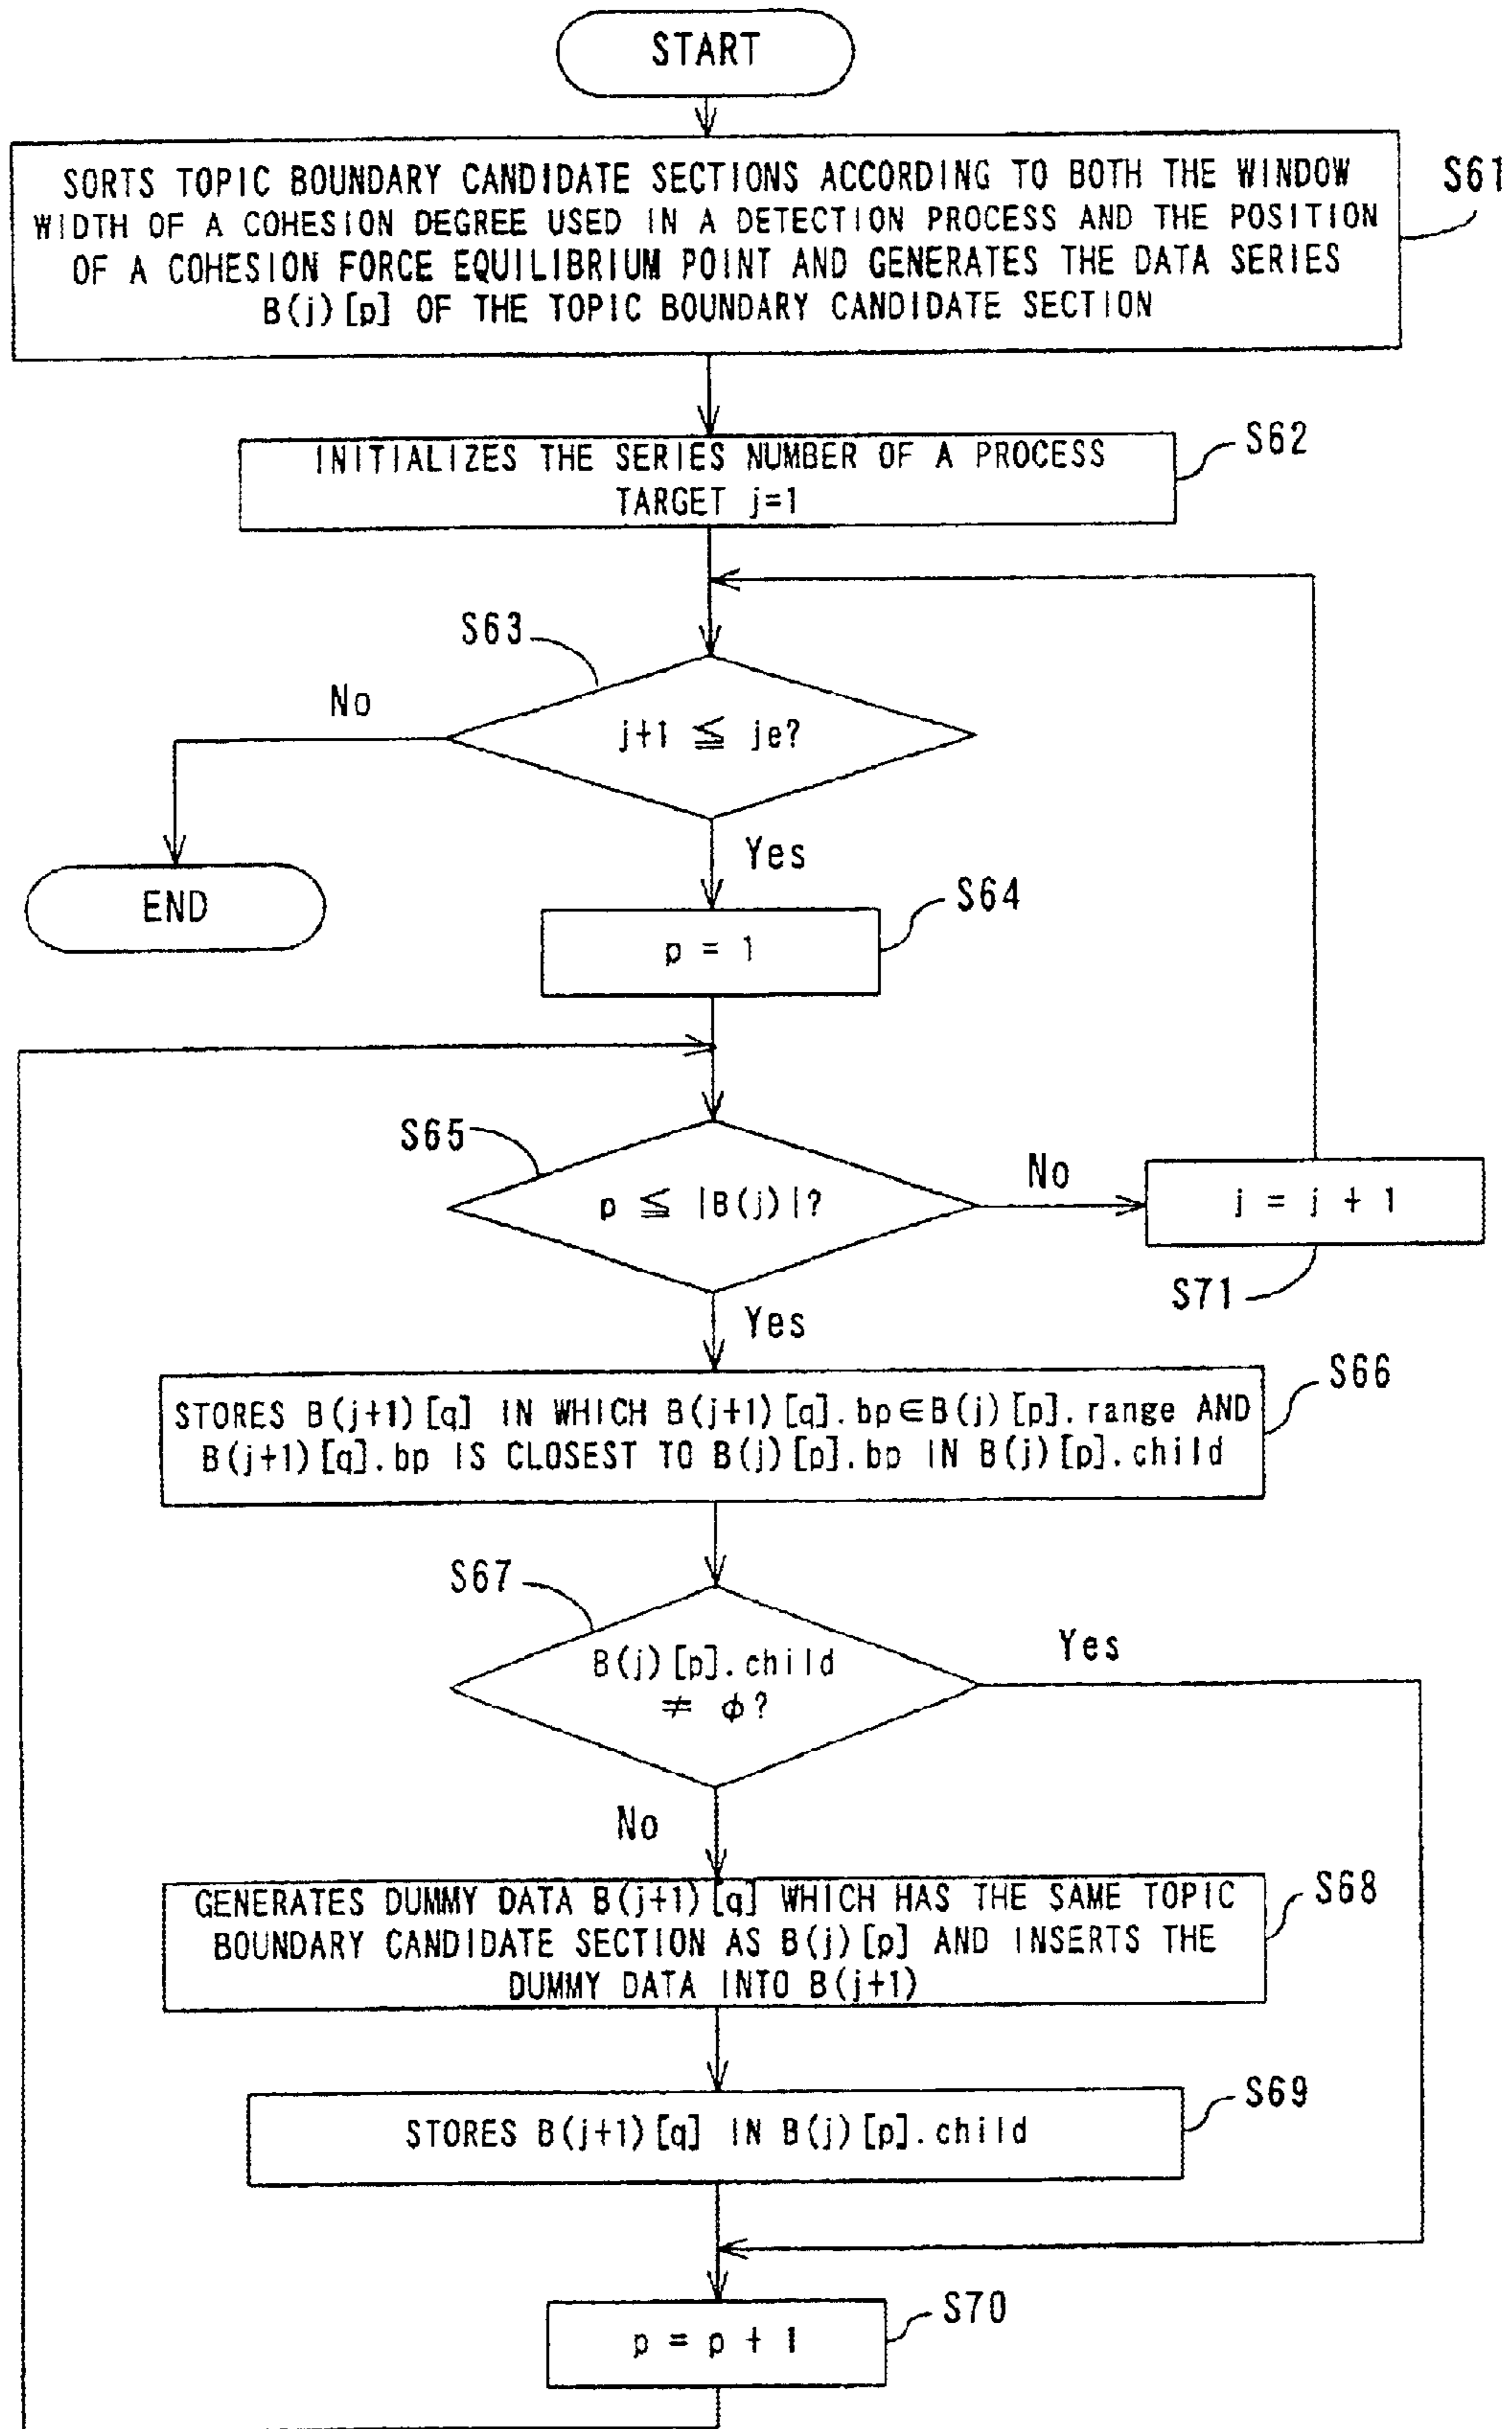 START
SORTS TOPIC BOUNDARY CANDIDATE SECTIONS ACCORDING TO BOTH THE WINDOW
WIDTH OF A COHESION DEGREE USED IN A DETECTION PROCESS AND THE POSITION
OF A COHESION FORCE EQUILIBRIUM POINT AND GENERATES THE DATA SERIES
B(j)[p] OF THE TOPIC BOUNDARY CANDIDATE SECTION
S61
INITIALIZES THE SERIES NUMBER OF A PROCESS
TARGET j=1
S62
S63
No
j+1 ≦ je?
Yes
END
S64
p = 1
S65
p ≦ |B(j)|?
No
j = j + 1
S71
Yes
S66
STORES B(j+1)[q] IN WHICH B(j+1)[q].bp∈B(j)[p].range AND
B(j+1)[q].bp IS CLOSEST TO B(j)[p].bp IN B(j)[p].child
S67
B(j)[p].child
≠ φ?
Yes
No
S68
GENERATES DUMMY DATA B(j+1)[q] WHICH HAS THE SAME TOPIC
BOUNDARY CANDIDATE SECTION AS B(j)[p] AND INSERTS THE
DUMMY DATA INTO B(j+1)
S69
STORES B(j+1)[q] IN B(j)[p].child
S70
p = p + 1